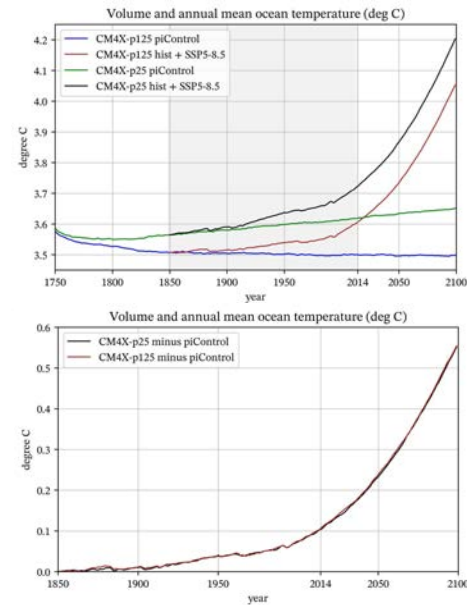 Volume and annual mean ocean temperature (deg C)
CM4X-p125 piControl
CM4X-p125 hist + SSP5-8.5
CM4X-p25 piControl
CM4X-p25 hist + SSP5-8.5
degree C
4.2
4.1
4.0
3.9
3.8
3.7
3.6
3.5
1750 1800 1850 1900 1950 2014 2050 2100
year
Volume and annual mean ocean temperature (deg C)
CM4X-p25 minus piControl
CM4X-p125 minus piControl
degree C
0.6
0.5
0.4
0.3
0.2
0.1
0.0
1850 1900 1950 2014 2050 2100
year